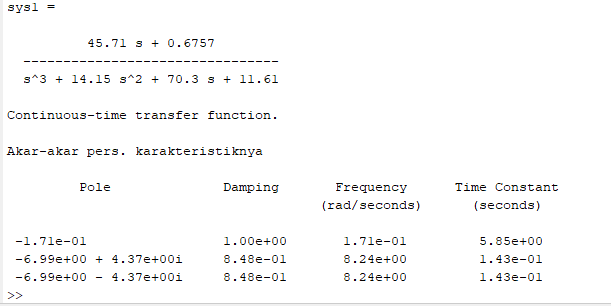 sys1 =
45.71 s + 0.6757
-------------------------------
s^3 + 14.15 s^2 + 70.3 s + 11.61
Continuous-time transfer function.
Akar-akar pers. karakteristiknya
Pole Damping Frequency Time Constant
(rad/seconds) (seconds)
-1.71e-01 1.00e+00 1.71e-01 5.85e+00
-6.99e+00 + 4.37e+00i 8.48e-01 8.24e+00 1.43e-01
-6.99e+00 - 4.37e+00i 8.48e-01 8.24e+00 1.43e-01
>>